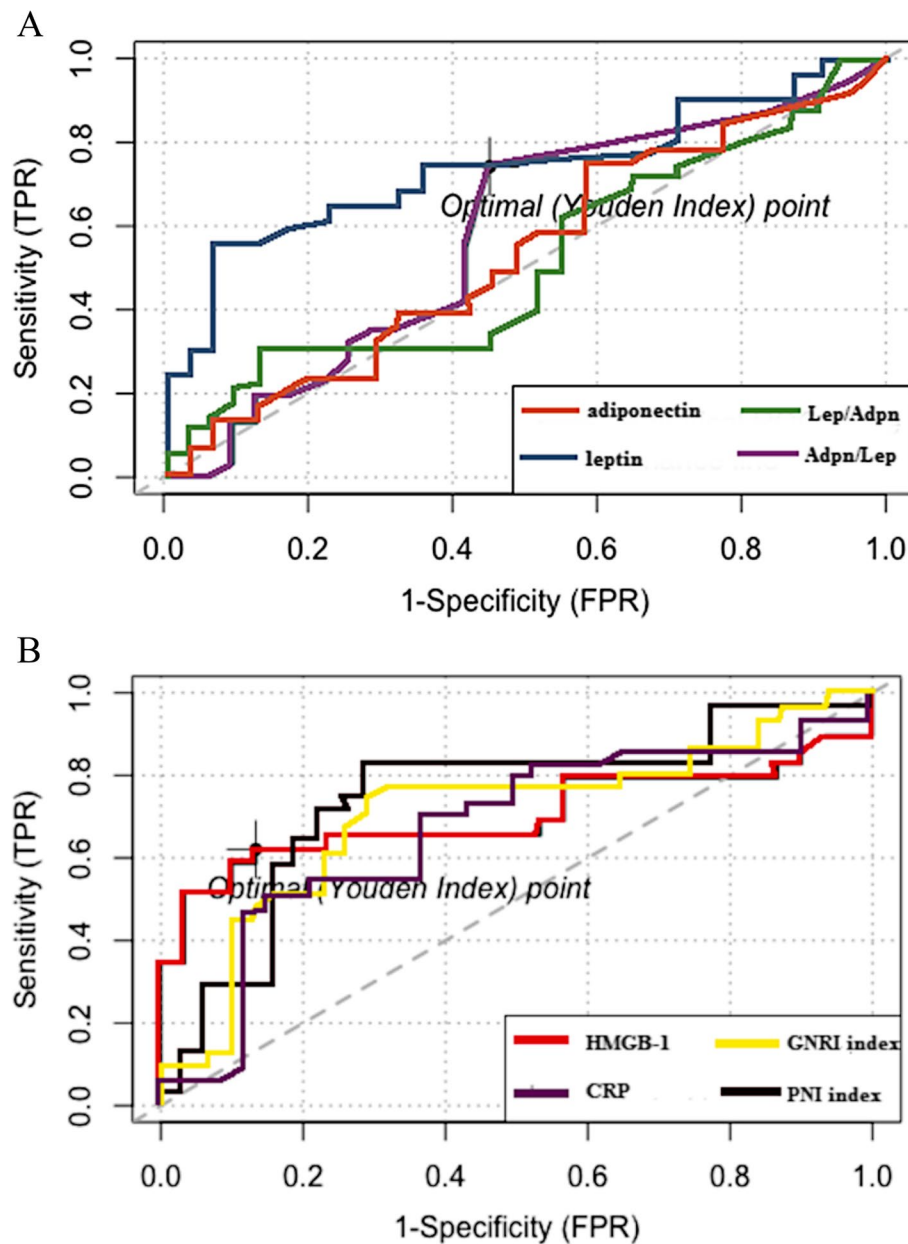 A
1.0
0.8
0.6
0.4
0.2
0.0
Sensitivity (TPR)
Optimal (Youden Index) point
adiponectin
Lep/Adpn
leptin
Adpn/Lep
0.0 0.2 0.4 0.6 0.8 1.0
1-Specificity (FPR)
B
1.0
0.8
0.6
0.4
0.2
0.0
Sensitivity (TPR)
Optimal (Youden Index) point
HMGB-1
GNRI index
CRP
PNI index
0.0 0.2 0.4 0.6 0.8 1.0
1-Specificity (FPR)